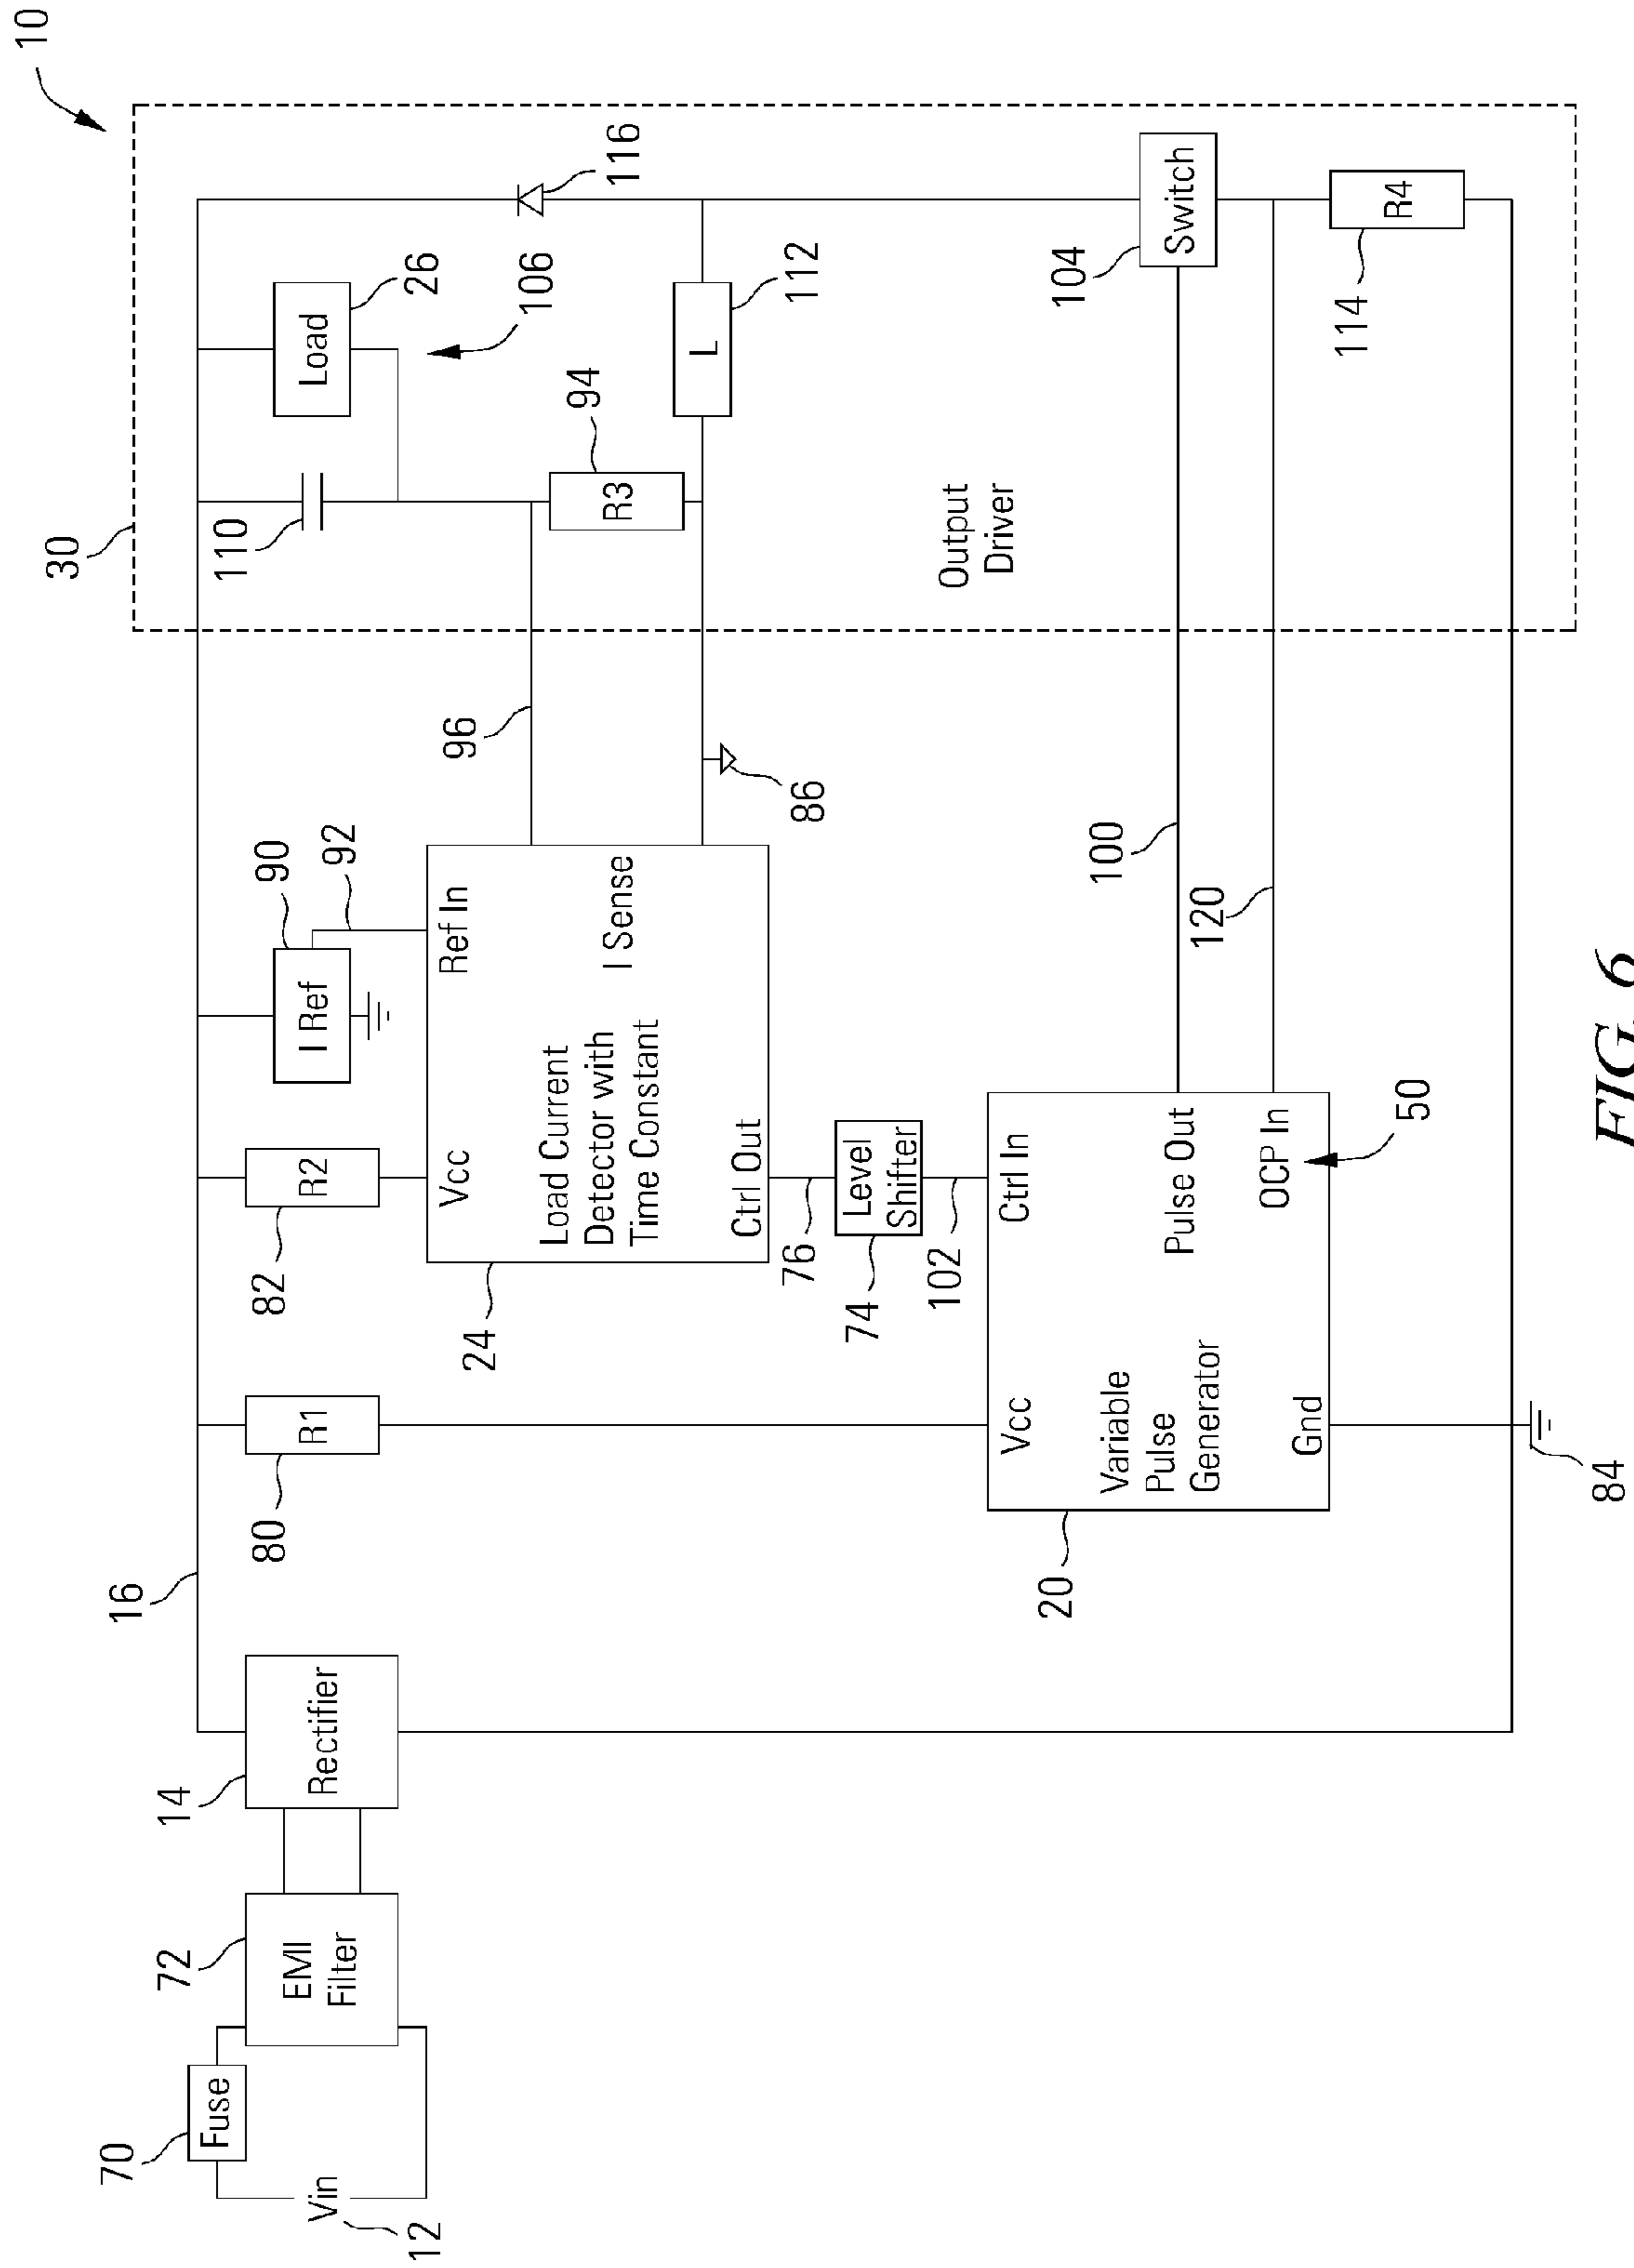 10
30
110
26
106
116
94
112
Load
R3
L
Output
Driver
104
Switch
114
R4
16
80
R1
82
R2
90
I Ref
92
96
86
24
Vcc
Ref In
Load Current
Detector with
Time Constant
I Sense
Ctrl Out
76
74
Level
Shifter
102
100
120
20
Vcc
Ctrl In
Variable
Pulse
Generator
Pulse Out
Gnd
OCP In
50
84
70
Fuse
Vin
12
72
EMI
Filter
14
Rectifier
FIG. 6